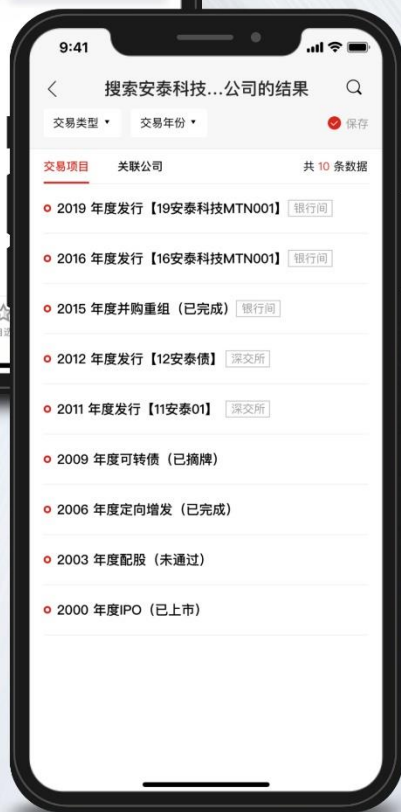 9:41
搜索安泰科技...公司的结果
交易类型 交易年份 保存
交易项目 关联公司 共 10 条数据
2019 年度发行【19安泰科技MTN001】 银行间
2016 年度发行【16安泰科技MTN001】 银行间
2015 年度并购重组（已完成） 银行间
2012 年度发行【12安泰债】 深交所
2011 年度发行【11安泰01】 深交所
2009 年度可转债（已摘牌）
2006 年度定向增发（已完成）
2003 年度配股（未通过）
2000 年度IPO（已上市）